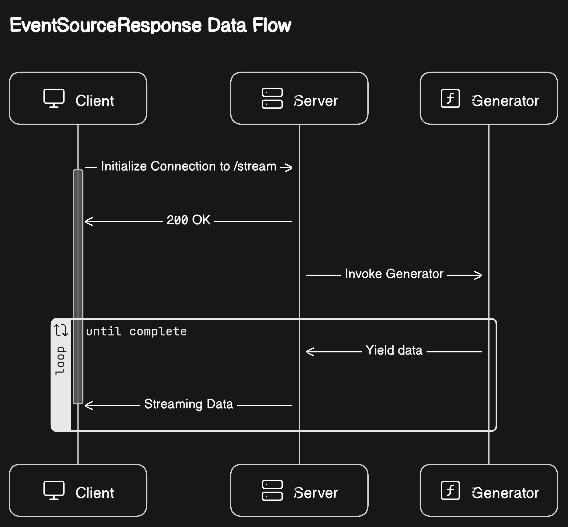 EventSourceResponse Data Flow
Client
Server
Generator
Initialize Connection to /stream
200 OK
Invoke Generator
until complete
loop
Yield data
Streaming Data
Client
Server
Generator